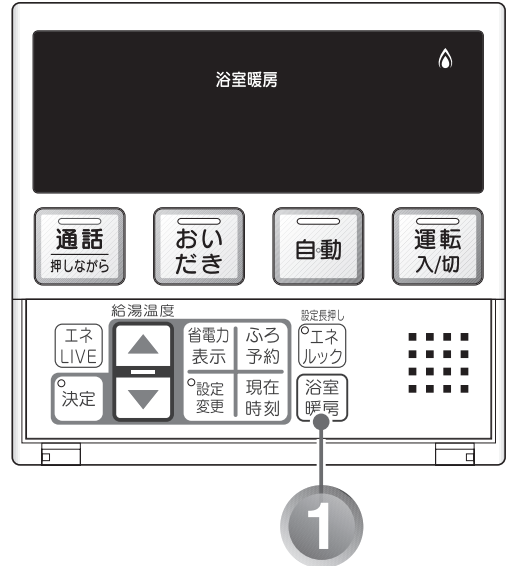 浴室暖房
通話
押しながら
おい
だき
自動
運転
入/切
給湯温度
設定長押し
エネ
LIVE
省電力
表示
ふろ
予約
エネ
ルック
決定
設定
変更
現在
時刻
浴室
暖房
1